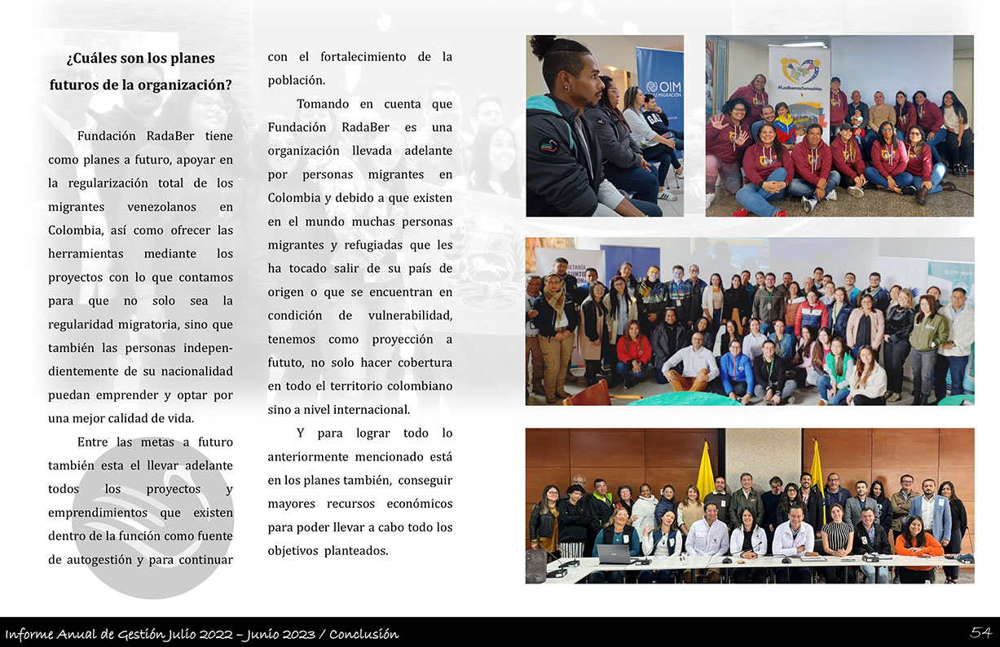 ¿Cuáles son los planes
futuros de la organización?
Fundación RadaBer tiene
como planes a futuro, apoyar en
la regularización total de los
migrantes venezolanos en
Colombia, así como ofrecer las
herramientas mediante los
proyectos con lo que contamos
para que no solo sea la
regularidad migratoria, sino que
también las personas indepen-
dientemente de su nacionalidad
puedan emprender y optar por
una mejor calidad de vida.
Entre las metas a futuro
también esta el llevar adelante
todos los proyectos y
emprendimientos que existen
dentro de la función como fuente
de autogestión y para continuar
con el fortalecimiento de la
población.
Tomando en cuenta que
Fundación RadaBer es una
organización llevada adelante
por personas migrantes en
Colombia y debido a que existen
en el mundo muchas personas
migrantes y refugiadas que les
ha tocado salir de su país de
origen o que se encuentran en
condición de vulnerabilidad,
tenemos como proyección a
fututo, no solo hacer cobertura
en todo el territorio colombiano
sino a nivel internacional.
Y para lograr todo lo
anteriormente mencionado está
en los planes también, conseguir
mayores recursos económicos
para poder llevar a cabo todo los
objetivos planteados.
OIM
MIGRACIÓN
#LosBuenosSomosMás
Informe Anual de Gestión Julio 2022 – Junio 2023 / Conclusión
54